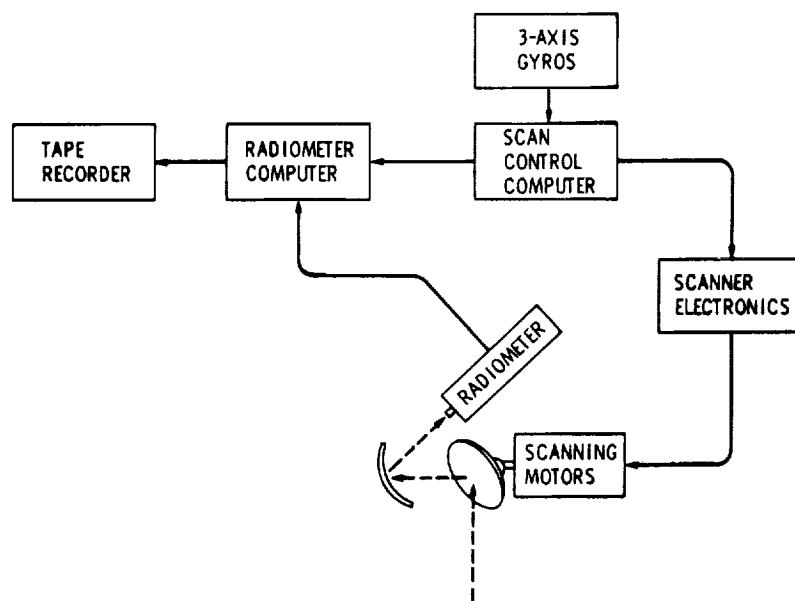 3-AXIS
GYROS
TAPE
RECORDER
RADIOMETER
COMPUTER
SCAN
CONTROL
COMPUTER
SCANNER
ELECTRONICS
RADIOMETER
SCANNING
MOTORS